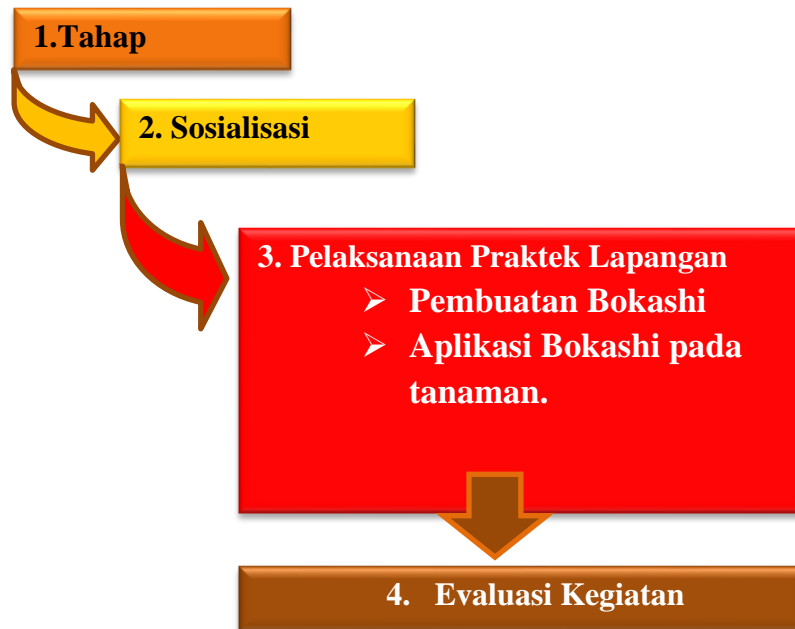 1.Tahap
2. Sosialisasi
3. Pelaksanaan Praktek Lapangan
➢ Pembuatan Bokashi
➢ Aplikasi Bokashi pada
tanaman.
4. Evaluasi Kegiatan